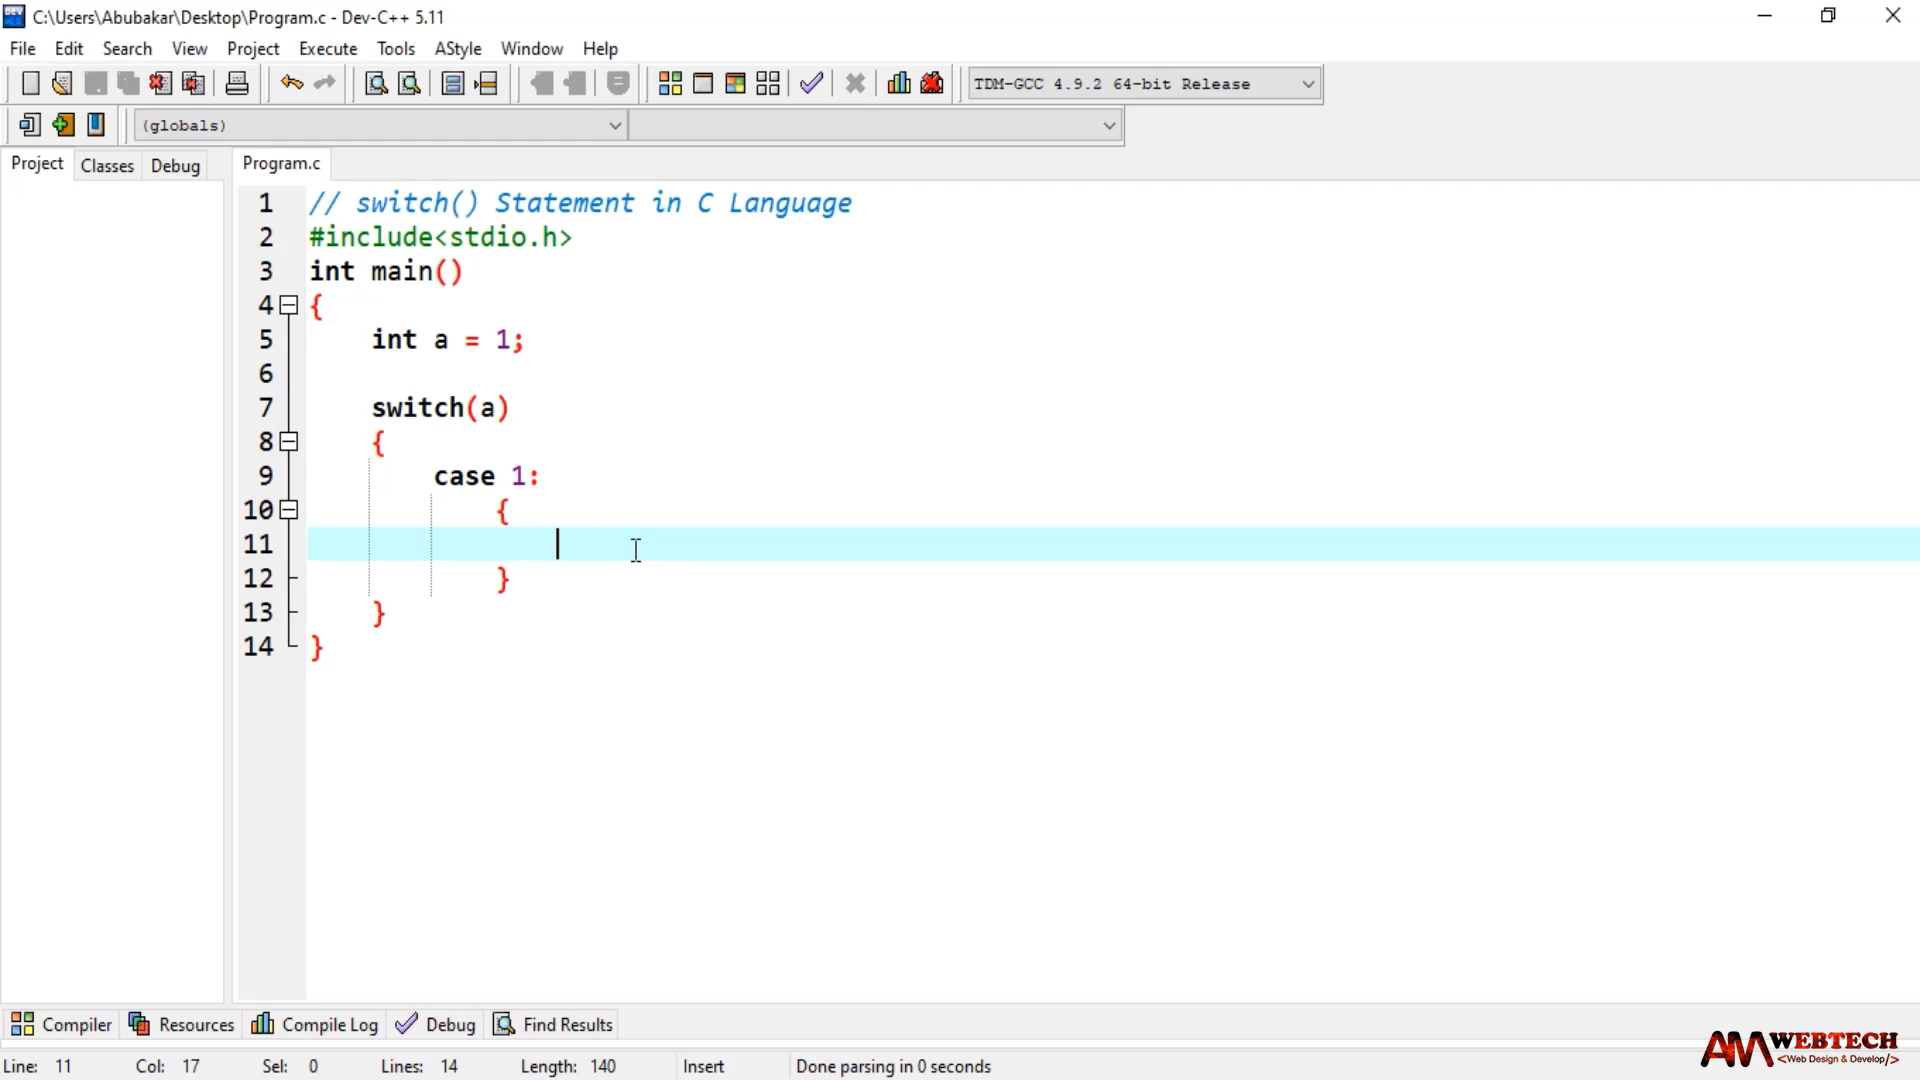 C:\Users\Abubakar\Desktop\Program.c - Dev-C++ 5.11
File Edit Search View Project Execute Tools AStyle Window Help
TDM-GCC 4.9.2 64-bit Release
(globals)
Project Classes Debug Program.c
1 // switch() Statement in C Language
2 #include<stdio.h>
3 int main()
4 {
5 int a = 1;
6
7 switch(a)
8 {
9 case 1:
10 {
11
12 }
13 }
14 }
Compiler Resources Compile Log Debug Find Results
Line: 11 Col: 17 Sel: 0 Lines: 14 Length: 140 Insert Done parsing in 0 seconds
AM WEBTECH
<Web Design & Develop/>